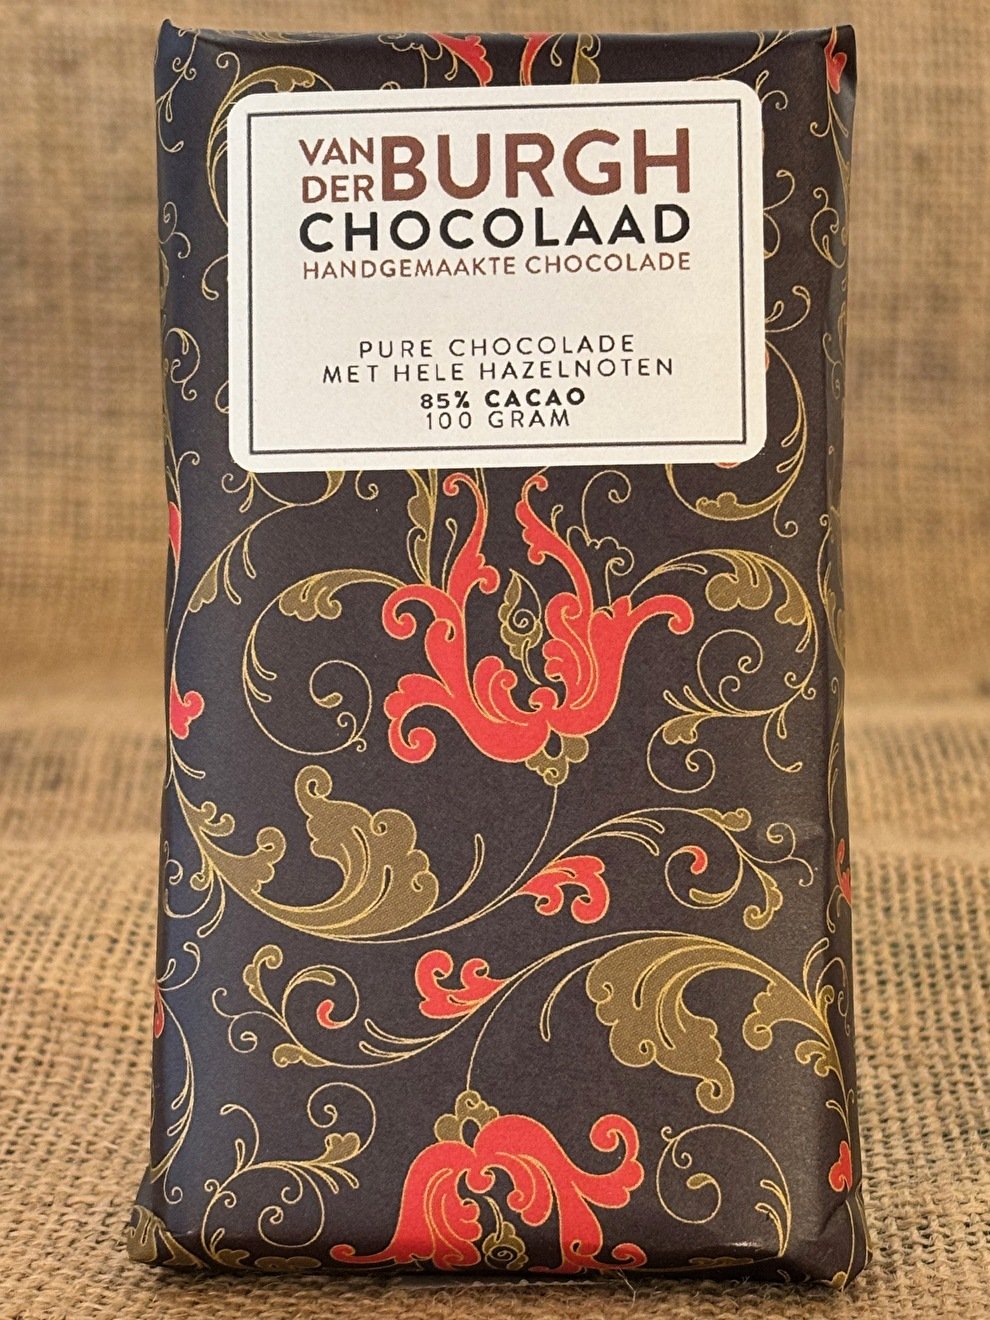 VAN DER BURGH
CHOCOLAAD
HANDGEMAAKTE CHOCOLADE
PURE CHOCOLADE
MET HELE HAZELNOTEN
85% CACAO
100 GRAM